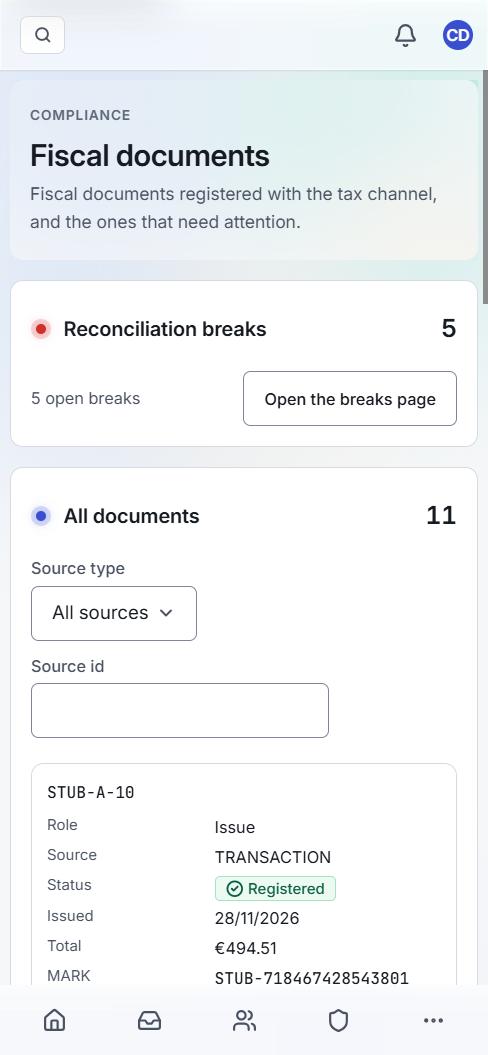 CD
COMPLIANCE
Fiscal documents
Fiscal documents registered with the tax channel,
and the ones that need attention.
Reconciliation breaks
5
5 open breaks
Open the breaks page
All documents
11
Source type
All sources
Source id
STUB-A-10
Role
Issue
Source
TRANSACTION
Status
Registered
Issued
28/11/2026
Total
€494.51
MARK
STUB-718467428543801